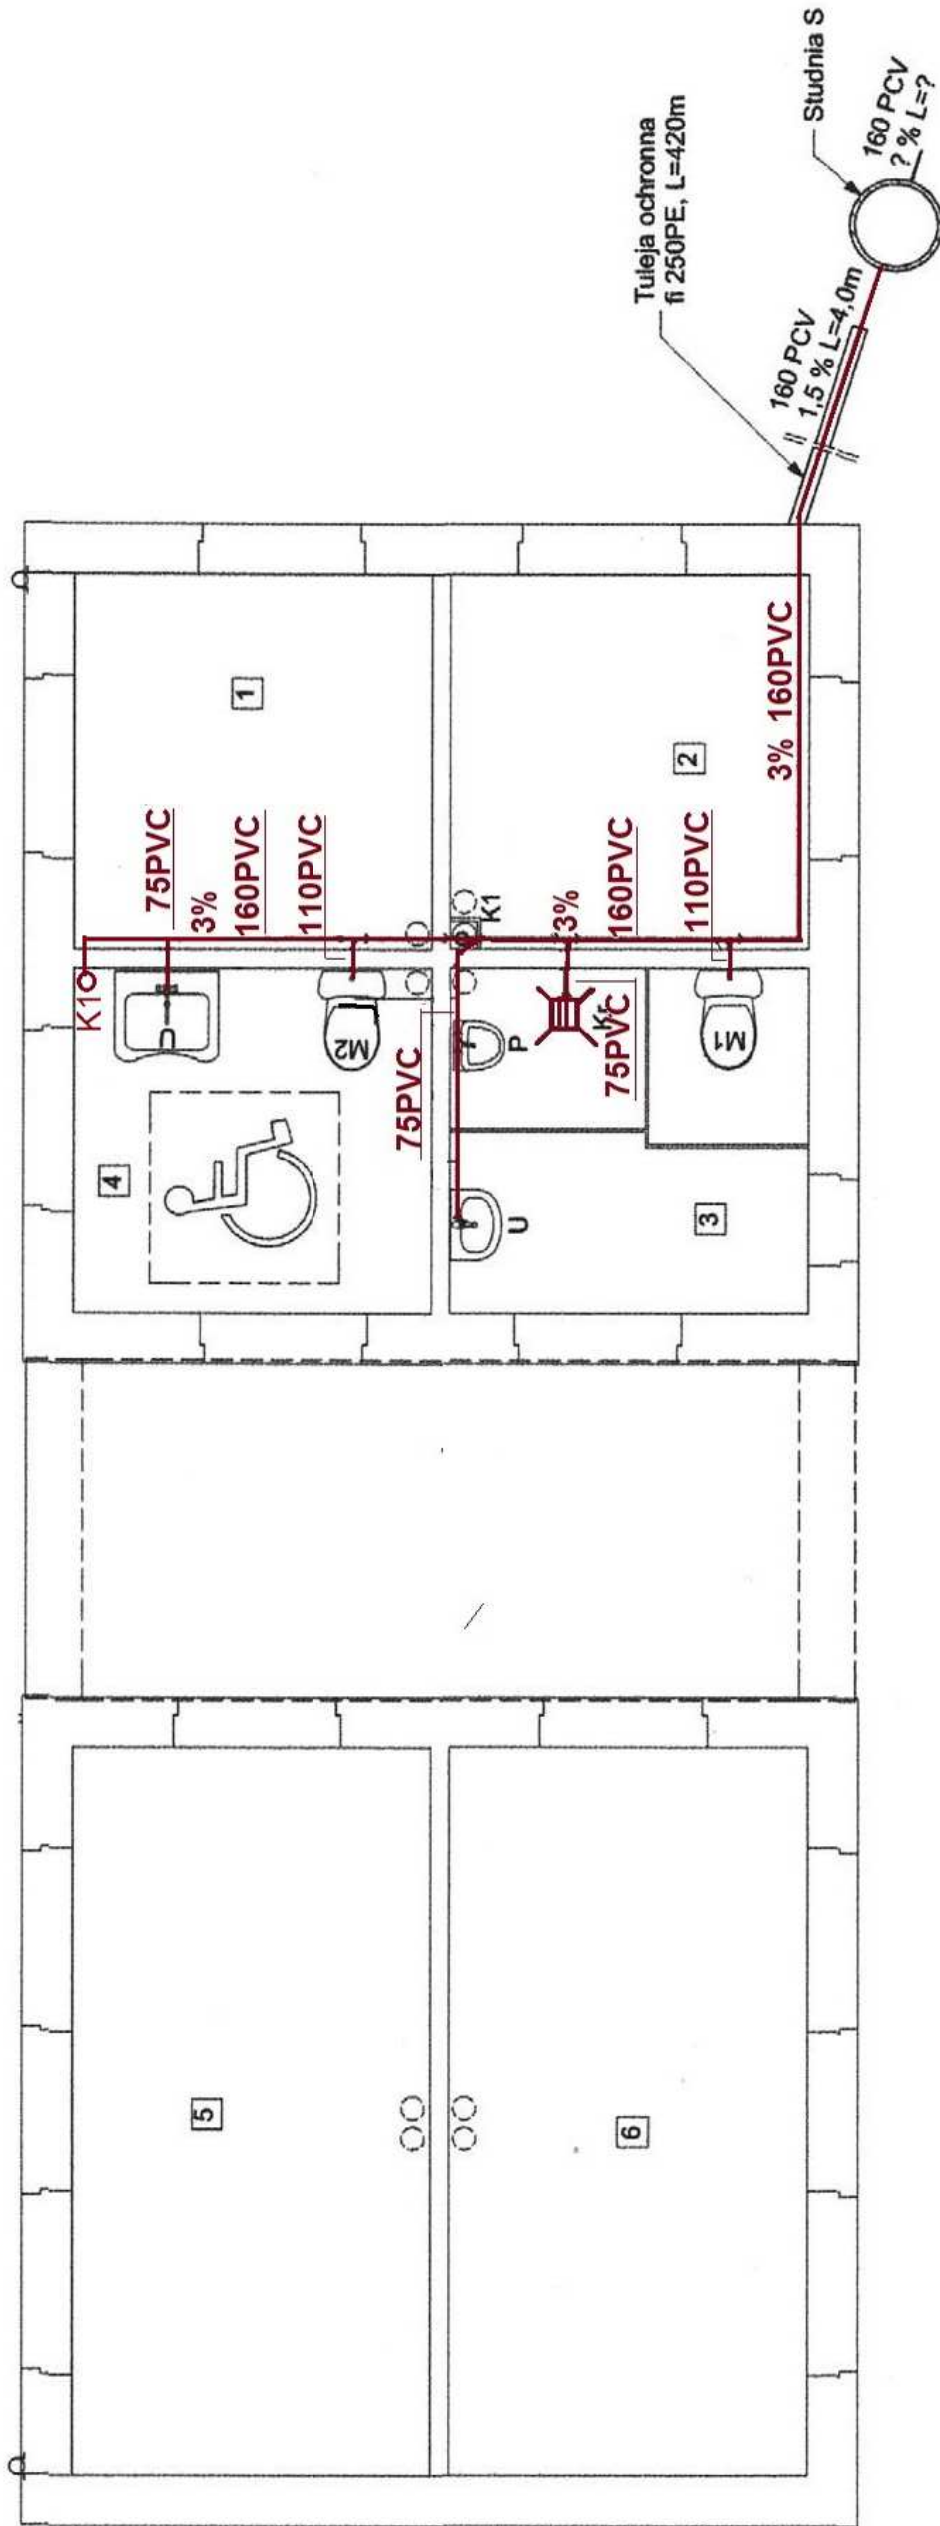 Studnia S
160 PCV
? % L=?
Tuleja ochronna
fi 250PE, L=420m
160 PCV
1,5 % L=4,0m
1
2
3% 160PVC
75PVC
3%
160PVC
110PVC
K1
3%
160PVC
110PVC
K1
M2
75PVC
P
Kr.
75PVC
M1
4
U
3
5
6